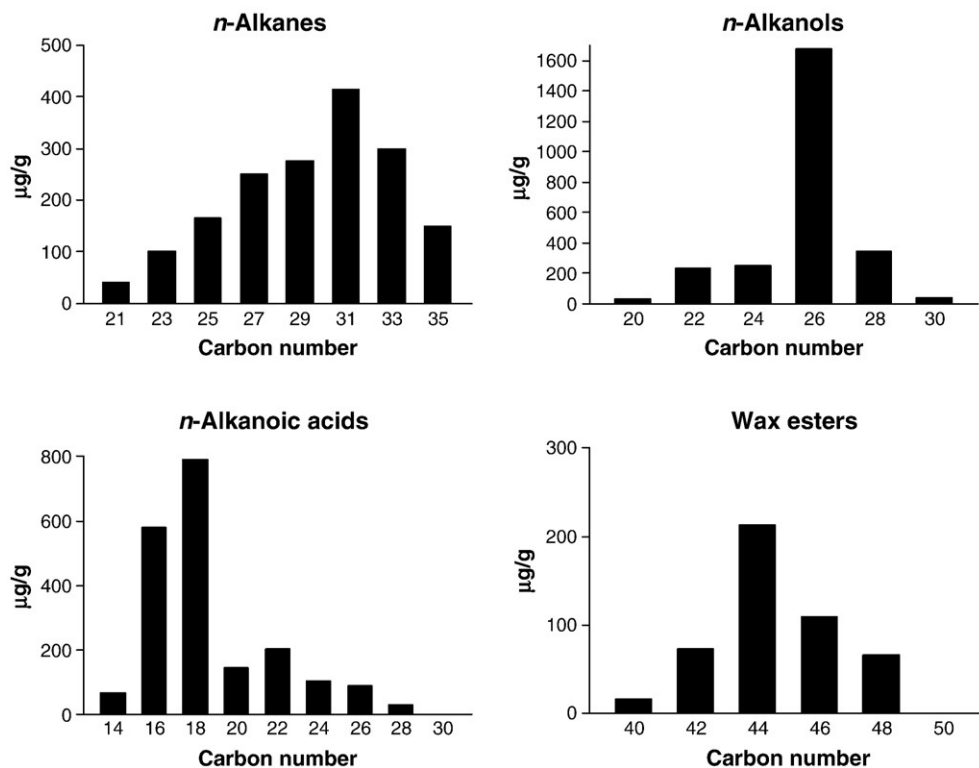 n-Alkanes
500
400
300
200
100
0
μg/g
21 23 25 27 29 31 33 35
Carbon number
n-Alkanols
1600
1400
1200
1000
800
600
400
200
0
μg/g
20 22 24 26 28 30
Carbon number
n-Alkanoic acids
800
600
400
200
0
μg/g
14 16 18 20 22 24 26 28 30
Carbon number
Wax esters
300
200
100
0
μg/g
40 42 44 46 48 50
Carbon number